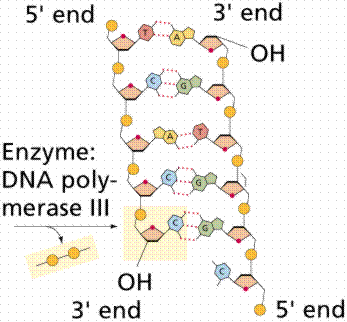 5' end
3' end
OH
T A
C G
A T
C G
C G
C
Enzyme:
DNA poly-
merase III
OH
3' end
5' end